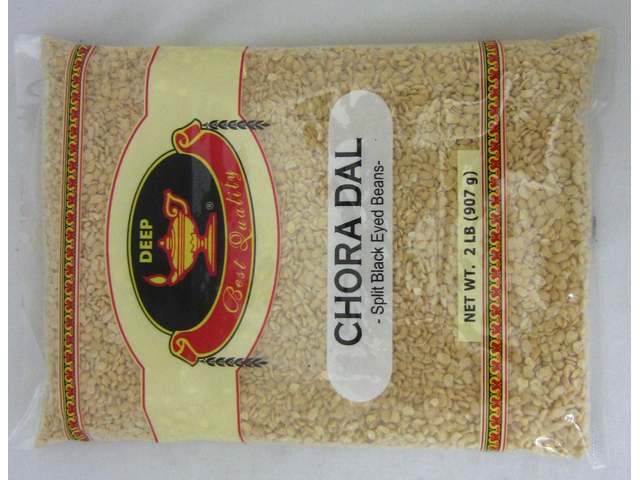 DEEP
®
Best Quality
CHORA DAL
- Split Black Eyed Beans-
NET WT. 2 LB (907 g)